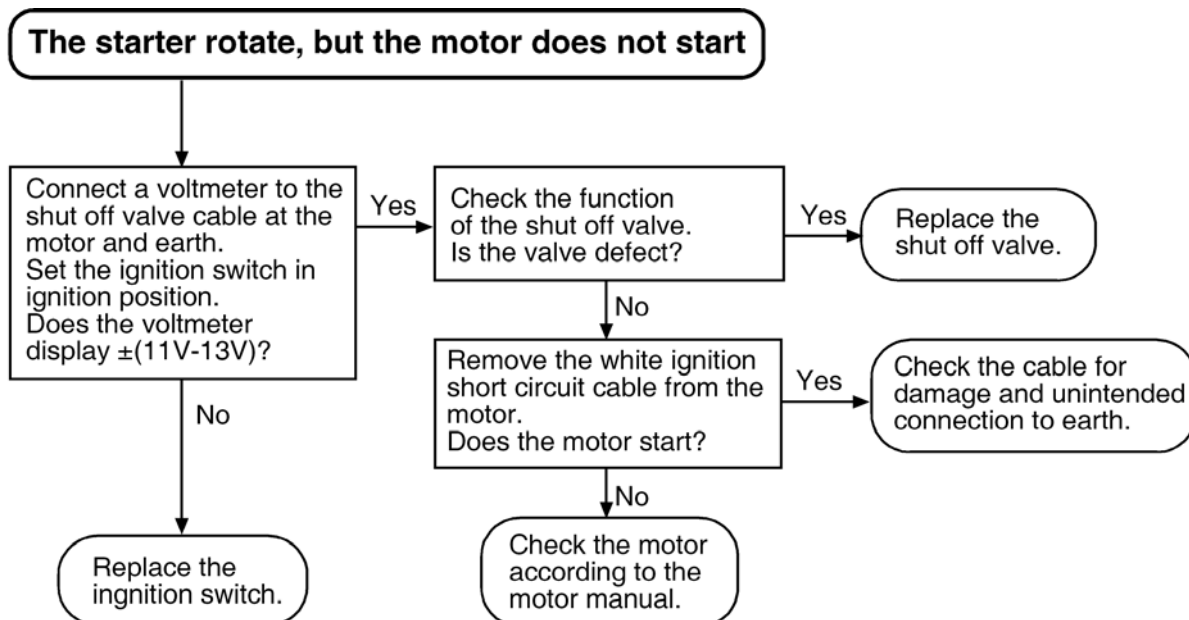 The starter rotate, but the motor does not start
Connect a voltmeter to the
shut off valve cable at the
motor and earth.
Set the ignition switch in
ignition position.
Does the voltmeter
display ±(11V-13V)?
Yes
Check the function
of the shut off valve.
Is the valve defect?
Yes
Replace the
shut off valve.
No
Remove the white ignition
short circuit cable from the
motor.
Does the motor start?
Yes
Check the cable for
damage and unintended
connection to earth.
No
No
Replace the
ingnition switch.
Check the motor
according to the
motor manual.